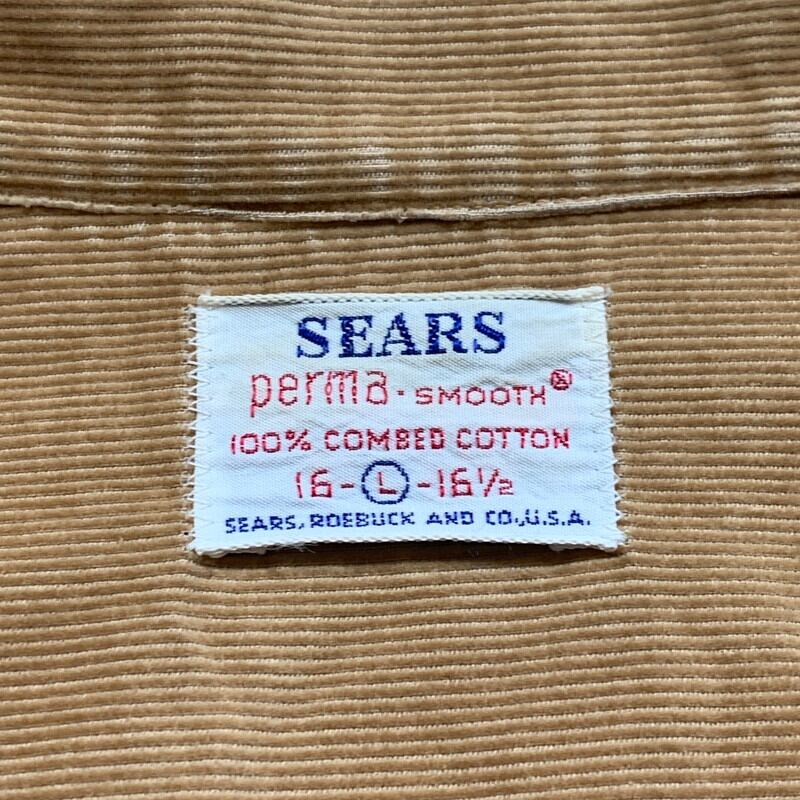 SEARS
perma-SMOOTH®
100% COMBED COTTON
16-L-16½
SEARS, ROEBUCK AND CO., U.S.A.